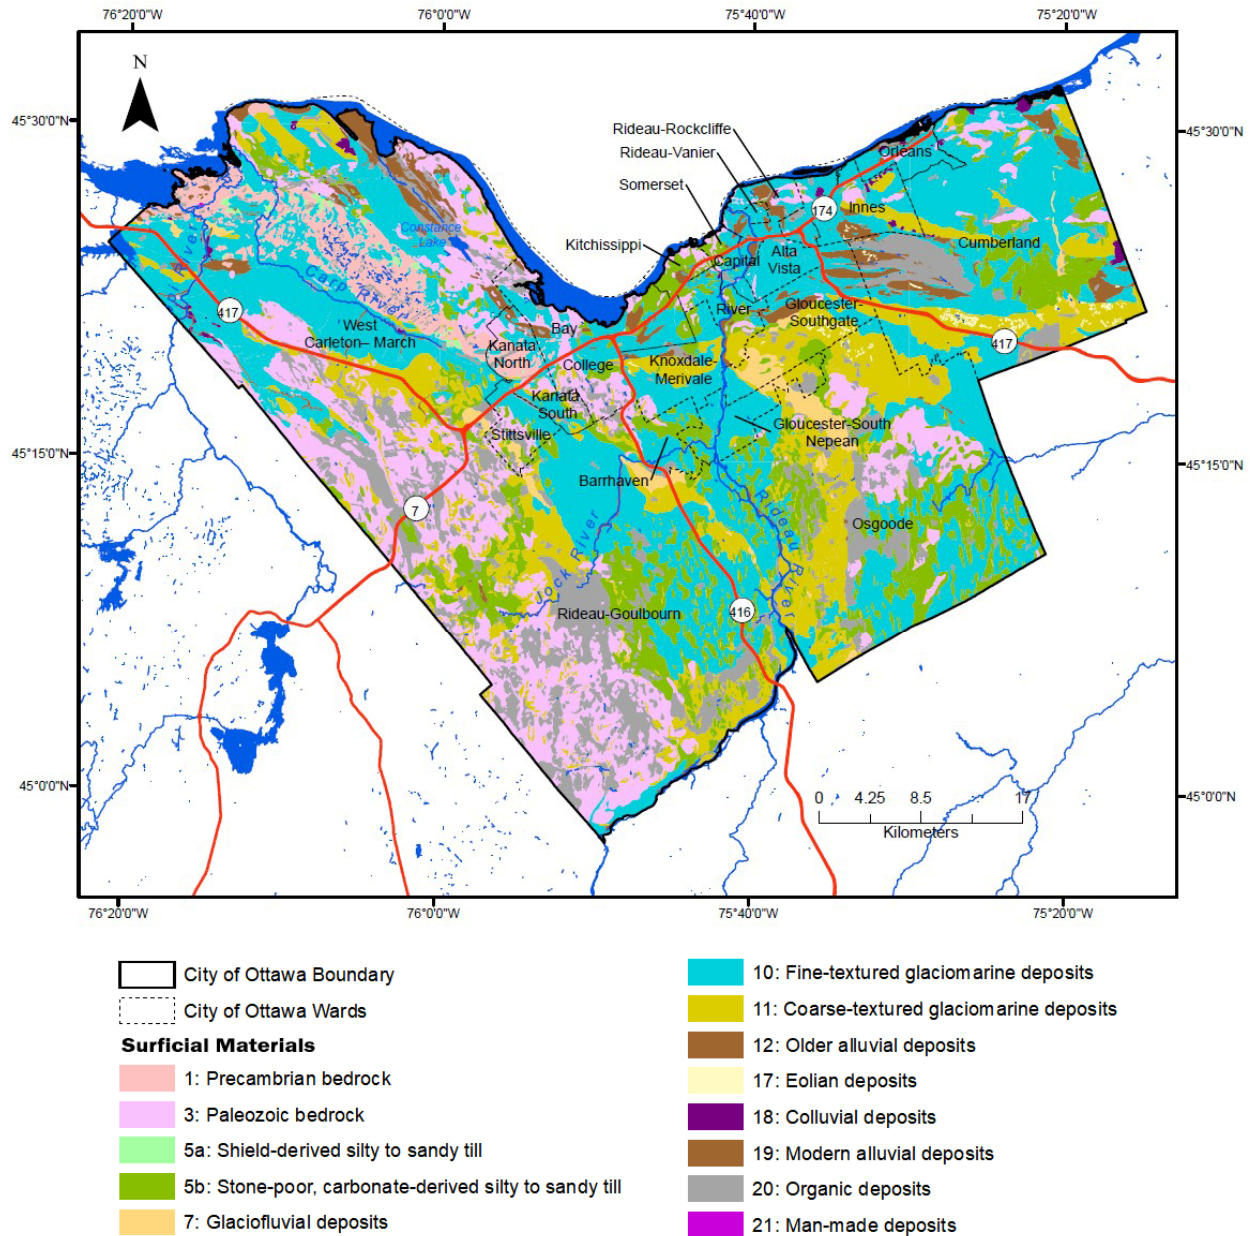 76°20'0"W 76°0'0"W 75°40'0"W 75°20'0"W
N
45°30'0"N 45°30'0"N
Rideau-Rockcliffe
Rideau-Vanier
Somerset
Orleans
174
Innes
Kitchissippi
Constance
Lake
Cumberland
Capital
Alta
Vista
River
Carp River
417
West
Carleton–March
River
Gloucester-
Southgate
417
Bay
Kanata
North
College
Knoxdale-
Merivale
Kanata
South
Stittsville
Gloucester-South
Nepean
45°15'0"N 45°15'0"N
Barrhaven
7
Rideau River
Osgoode
Jock River
Rideau-Goulbourn
416
45°0'0"N 45°0'0"N
0 4.25 8.5 17
Kilometers
76°20'0"W 76°0'0"W 75°40'0"W 75°20'0"W
City of Ottawa Boundary
City of Ottawa Wards
Surficial Materials
1: Precambrian bedrock
3: Paleozoic bedrock
5a: Shield-derived silty to sandy till
5b: Stone-poor, carbonate-derived silty to sandy till
7: Glaciofluvial deposits
10: Fine-textured glaciomarine deposits
11: Coarse-textured glaciomarine deposits
12: Older alluvial deposits
17: Eolian deposits
18: Colluvial deposits
19: Modern alluvial deposits
20: Organic deposits
21: Man-made deposits